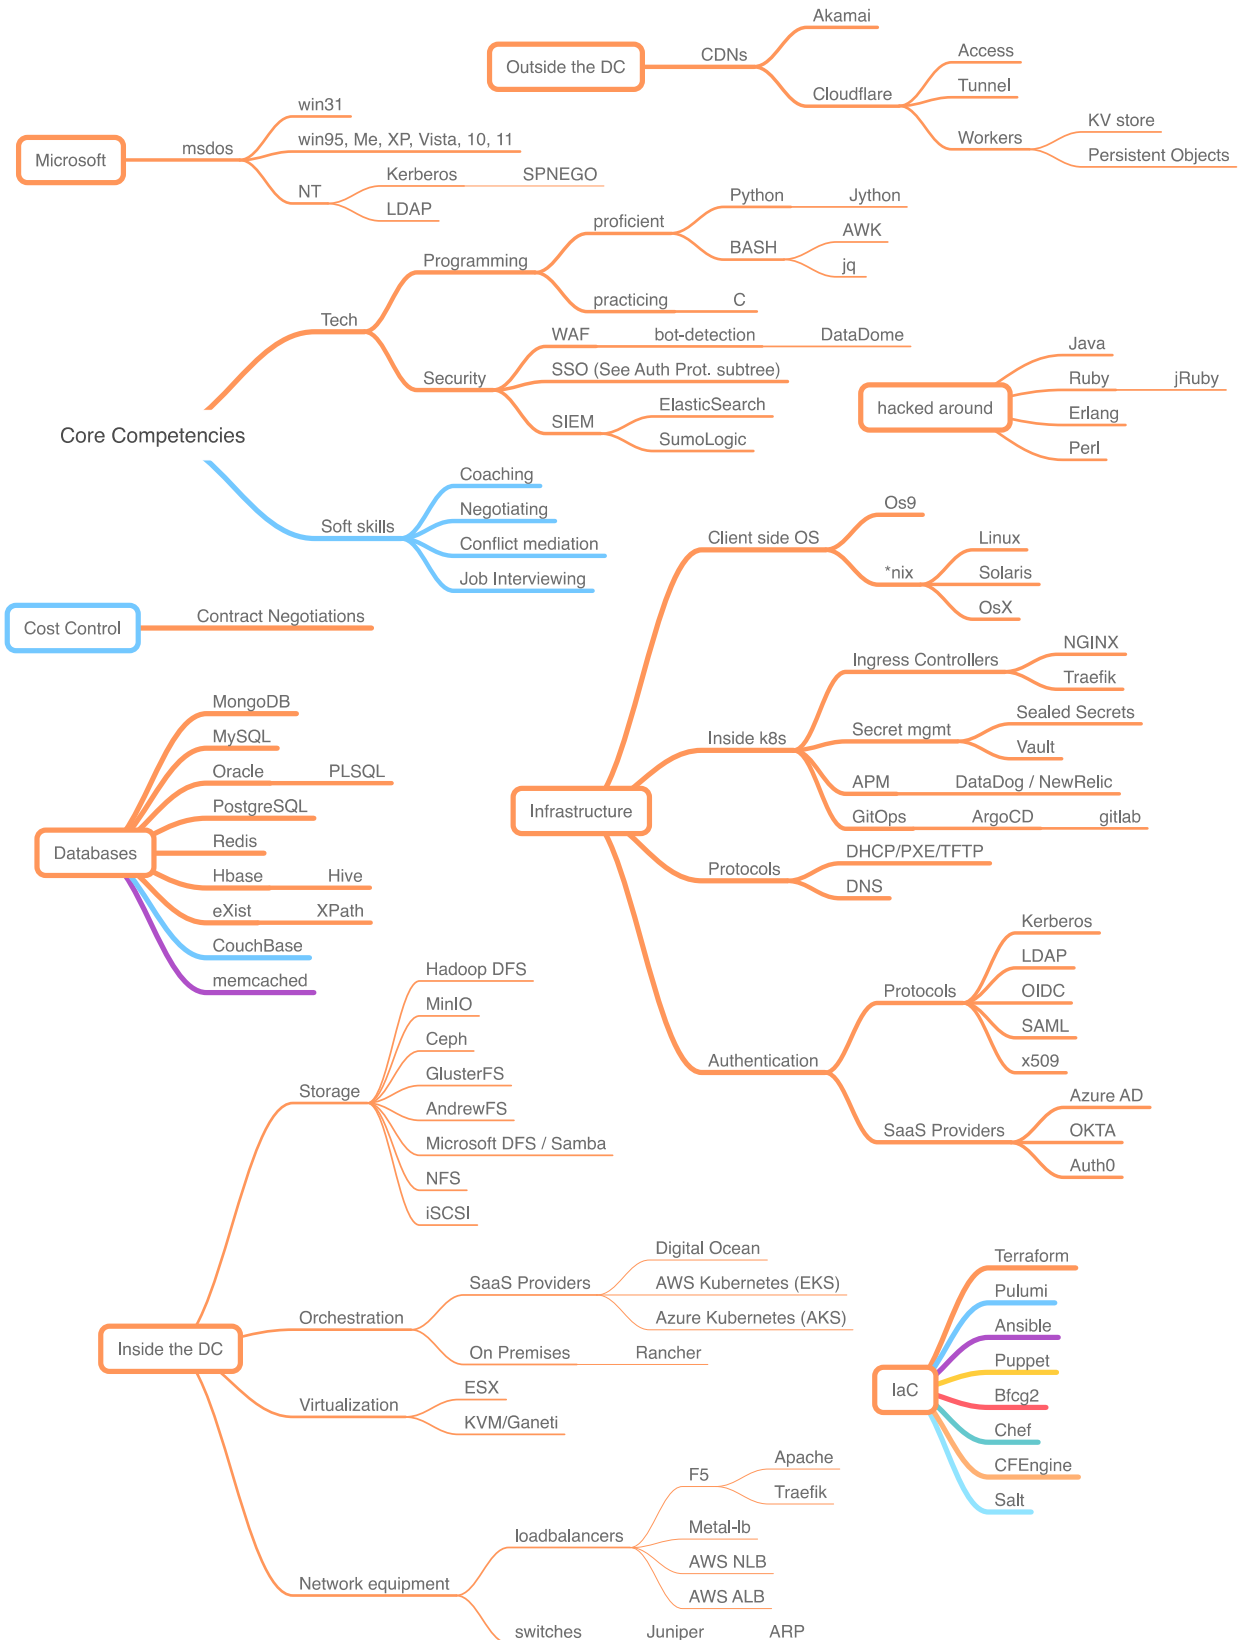 Outside the DC
CDNs
Akamai
Cloudflare
Access
Tunnel
Workers
KV store
Persistent Objects
Microsoft
msdos
win31
win95, Me, XP, Vista, 10, 11
NT
Kerberos
SPNEGO
LDAP
Core Competencies
Tech
Programming
proficient
Python
Jython
BASH
AWK
jq
practicing
C
Security
WAF
bot-detection
DataDome
SSO (See Auth Prot. subtree)
SIEM
ElasticSearch
SumoLogic
Soft skills
Coaching
Negotiating
Conflict mediation
Job Interviewing
hacked around
Java
Ruby
jRuby
Erlang
Perl
Cost Control
Contract Negotiations
Databases
MongoDB
MySQL
Oracle
PLSQL
PostgreSQL
Redis
Hbase
Hive
eXist
XPath
CouchBase
memcached
Infrastructure
Client side OS
Os9
*nix
Linux
Solaris
OsX
Inside k8s
Ingress Controllers
NGINX
Traefik
Secret mgmt
Sealed Secrets
Vault
APM
DataDog / NewRelic
GitOps
ArgoCD
gitlab
Protocols
DHCP/PXE/TFTP
DNS
Authentication
Protocols
Kerberos
LDAP
OIDC
SAML
x509
SaaS Providers
Azure AD
OKTA
Auth0
Inside the DC
Storage
Hadoop DFS
MinIO
Ceph
GlusterFS
AndrewFS
Microsoft DFS / Samba
NFS
iSCSI
Orchestration
SaaS Providers
Digital Ocean
AWS Kubernetes (EKS)
Azure Kubernetes (AKS)
On Premises
Rancher
Virtualization
ESX
KVM/Ganeti
Network equipment
loadbalancers
F5
Apache
Traefik
Metal-lb
AWS NLB
AWS ALB
switches
Juniper
ARP
IaC
Terraform
Pulumi
Ansible
Puppet
Bfcg2
Chef
CFEngine
Salt